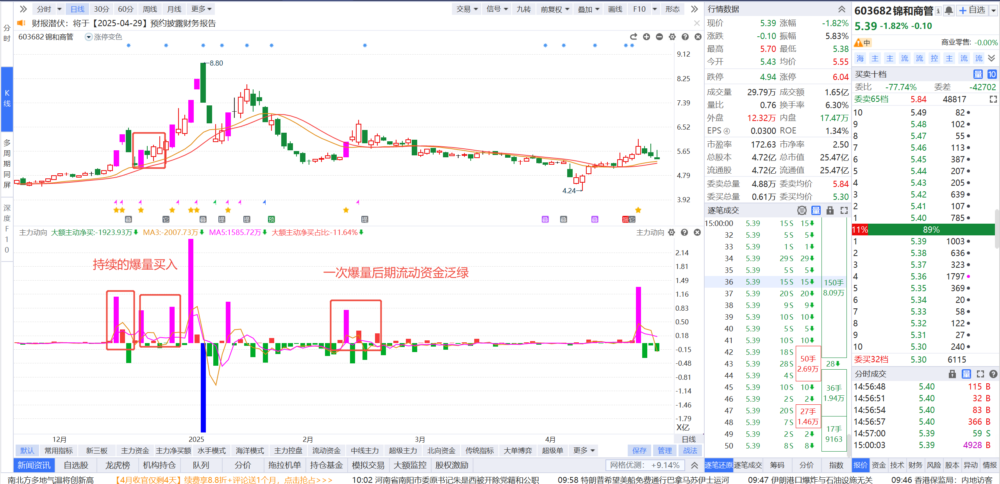 分时 日线 30分 60分 周线 月线 更多 交易 信号 九转 前复权 叠加 画线 F10 形态
财报潜伏：将于【2025-04-29】预约披露财务报告
603682 锦和商管 涨停变色
9.12
←8.80
8.25
7.39
6.52
5.65
4.79
4.24→
3.92
叠 它 叠 提 提 预 提 叠 叠 叠 派 它
主力动向 大额主动净买:-1923.93万 MA3:-2007.73万 MA5:1585.72万 大额主动净买占比:-11.64% 主力动向
持续的爆量买入
一次爆量后期流动资金泛绿
2.14
1.81
1.49
1.16
0.83
0.50
0.18
-0.15
-0.48
-0.81
-1.14
-1.46
-1.79
X亿
12月 2025 2月 3月 4月 日线
默认 常用指标 新三板 主力资金 主力净买额 水手模式 海洋模式 主力控盘 流动资金 中线主力 超级主力 北向资金 传统指标 大单博弈 超级单 更多 保存 管理 战法
新闻资讯 自选股 龙虎榜 机构持仓 队列 分价 拖拉机单 持仓基金 模拟交易 大额监控 股权激励 网格优测： +9.14%
分时
K线
多周期同屏
深度F10
行情数据
现价 5.39 涨幅 -1.82%
涨跌 -0.10 振幅 5.83%
最高 5.70 最低 5.38
今开 5.43 均价 5.55
跌停 4.94 涨停 6.04
成交量 29.79万 成交额 1.65亿
量比 0.76 换手率 6.30%
外盘 12.32万 内盘 17.47万
EPS ④ 0.0300 ROE 1.34%
市盈率 172.63 市净率 2.50
总股本 4.72亿 总市值 25.47亿
流通股 4.72亿 流通值 25.47亿
委卖总量 4.88万 委卖均价 5.84
委买总量 0.61万 委买均价 5.30
逐笔成交 单 量
15:00:00 5.39 15 S 15
32 5.39 5 S 5
33 5.39 1 S 1
34 5.39 29 S 29
35 5.39 5 S 5
36 5.39 15 S 15 150手
37 5.39 20 S 20 8.09万
38 5.39 9 S 9
39 5.39 10 S 10
40 5.39 5 S 5
41 5.39 10 S 10
42 5.39 18 S 50手
43 5.39 28 S 2.69万 28
44 5.39 4 S
45 5.39 10 S 10 36手
46 5.39 2 S 2 1.94万
47 5.39 20 S 27手
48 5.39 7 S 1.46万 17手
49 5.39 2 S 2 9163
50 5.39 8 S 8
逐笔还原 逐笔成交 筹码 分价 指数
603682 锦和商管 自选
5.39 -1.82% -0.10
中 商业零售: -0.00%
海 主 主 流 流 控 主 流 流
买卖十档 量 10
委比 -77.74% 委差 -42702
委卖65档 5.84 48817
10 5.49 82
9 5.48 102
8 5.47 55
7 5.46 113
6 5.45 387
5 5.44 207
4 5.43 205
3 5.42 639
2 5.41 107
1 5.40 785
11% 89%
1 5.39 1003
2 5.38 636
3 5.37 323
4 5.36 1797
5 5.35 369
6 5.34 20
7 5.33 58
8 5.32 122
9 5.31 27
10 5.30 240
委买32档 5.30 6115
分时成交 量
14:56:48 5.40 115 B
14:56:51 5.40 32 B
14:56:54 5.40 83 B
14:56:57 5.40 366 B
14:57:00 5.39 59 S
15:00:03 5.39 4928 B
报价 资金 技术 财务 风险 股本 异动 情报
南北方多地气温将创新高 【4月收官仅剩4天】续费享8.8折+评论送1个月，点击抢占>>> 10:02 河南省南阳市委原书记朱是西被开除党籍和公职 09:58 特朗普希望美船免费通行巴拿马苏伊士运河 09:47 伊朗港口爆炸与石油设施无关 09:46 香港保监局：内地访客